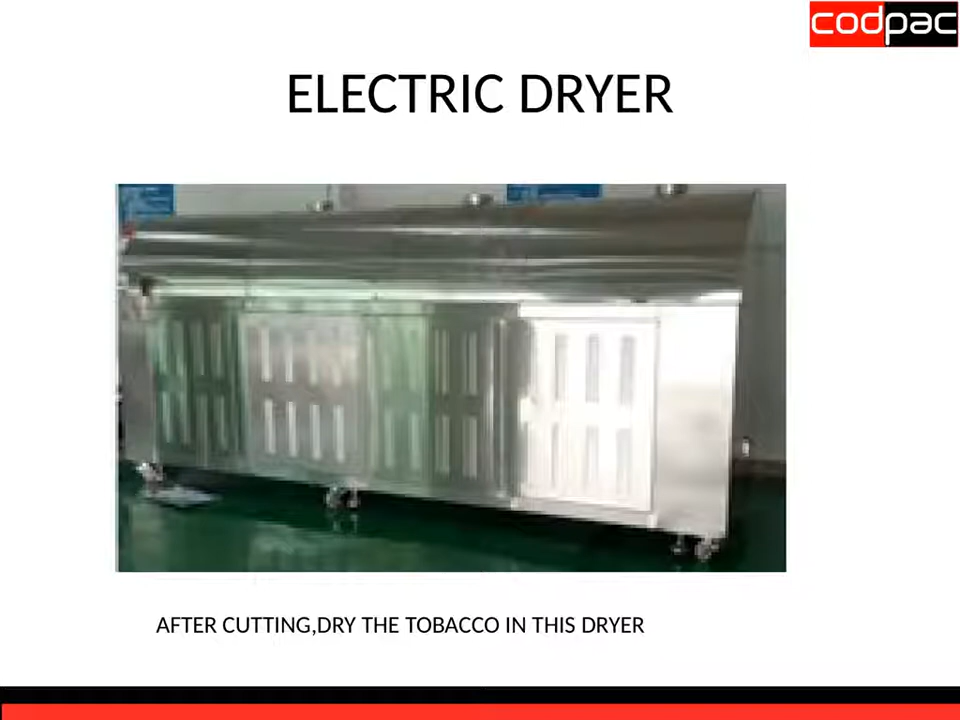 codpac
ELECTRIC DRYER
AFTER CUTTING,DRY THE TOBACCO IN THIS DRYER